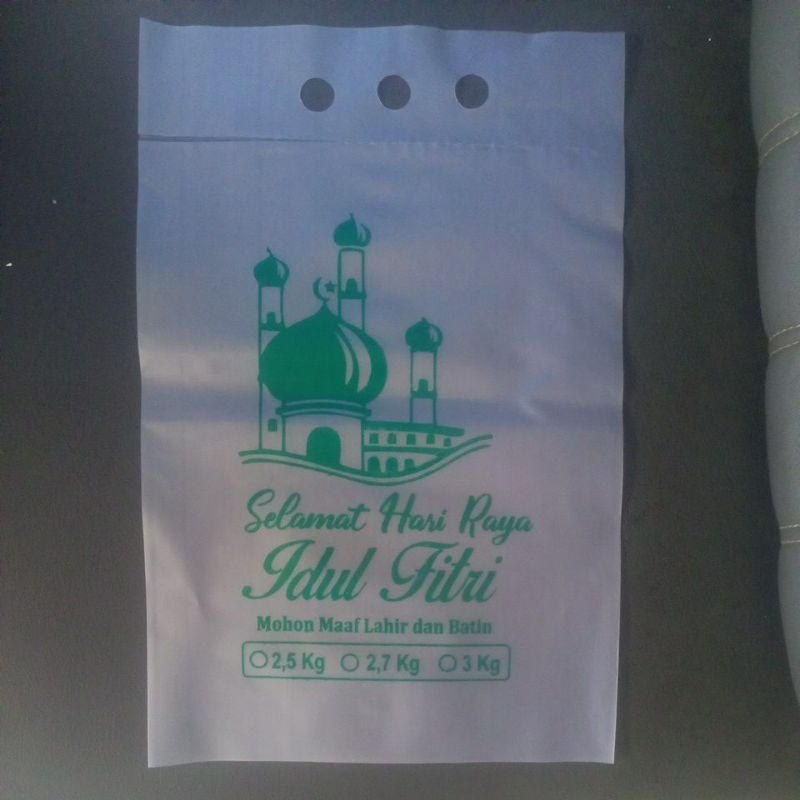 Selamat Hari Raya
Idul Fitri
Mohon Maaf Lahir dan Batin
2,5 Kg 2,7 Kg 3 Kg